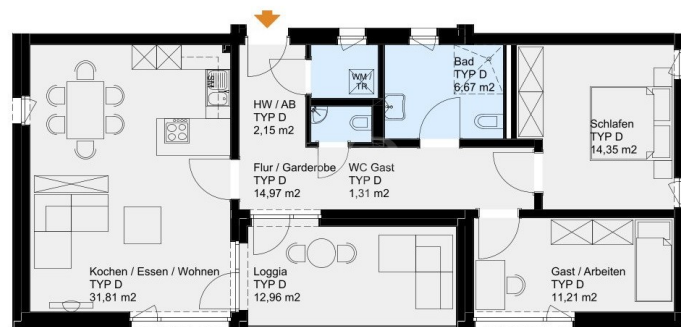 SM
WM /
TR
Bad
TYP D
6,67 m2
HW / AB
TYP D
2,15 m2
Schlafen
TYP D
14,35 m2
Flur / Garderobe
TYP D
14,97 m2
WC Gast
TYP D
1,31 m2
Kochen / Essen / Wohnen
TYP D
31,81 m2
Loggia
TYP D
12,96 m2
Gast / Arbeiten
TYP D
11,21 m2